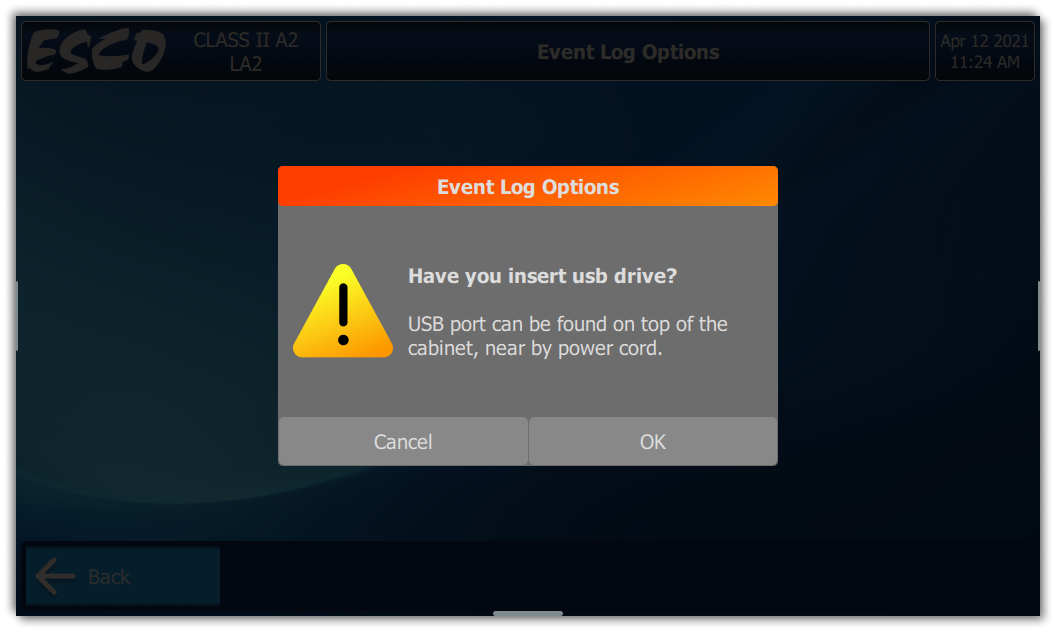 ESCO
CLASS II A2
LA2
Event Log Options
Apr 12 2021
11:24 AM
Event Log Options
Have you insert usb drive?
USB port can be found on top of the
cabinet, near by power cord.
Cancel
OK
Back